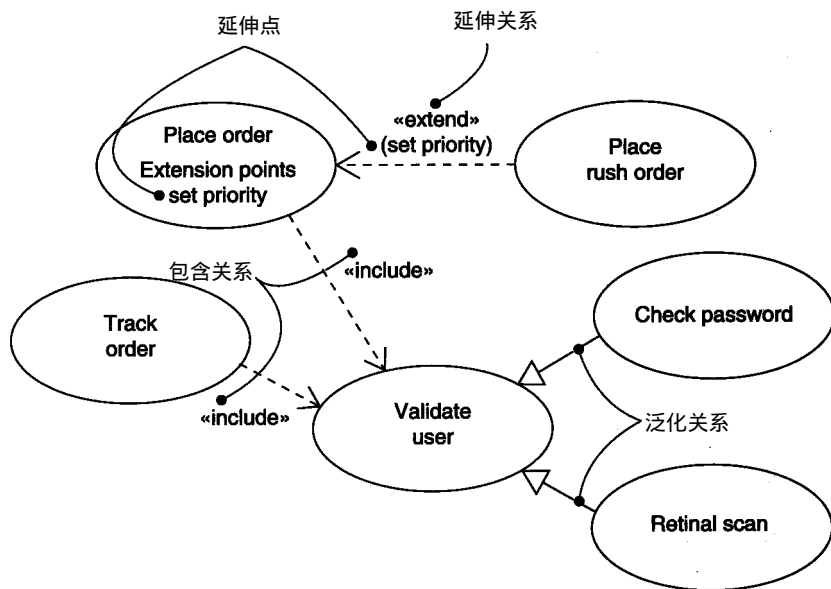 延伸点
延伸关系
«extend»
(set priority)
Place order
Extension points
set priority
Place
rush order
包含关系
«include»
Track
order
«include»
Check password
Validate
user
泛化关系
Retinal scan